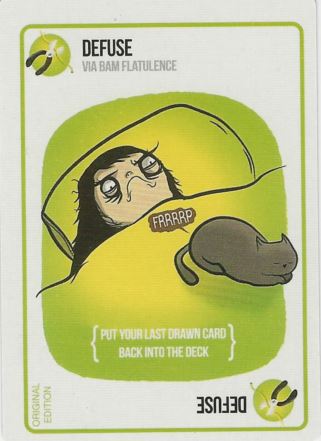 DEFUSE
VIA BAM FLATULENCE
FRRRRP
PUT YOUR LAST DRAWN CARD
BACK INTO THE DECK
ORIGINAL
EDITION
DEFUSE